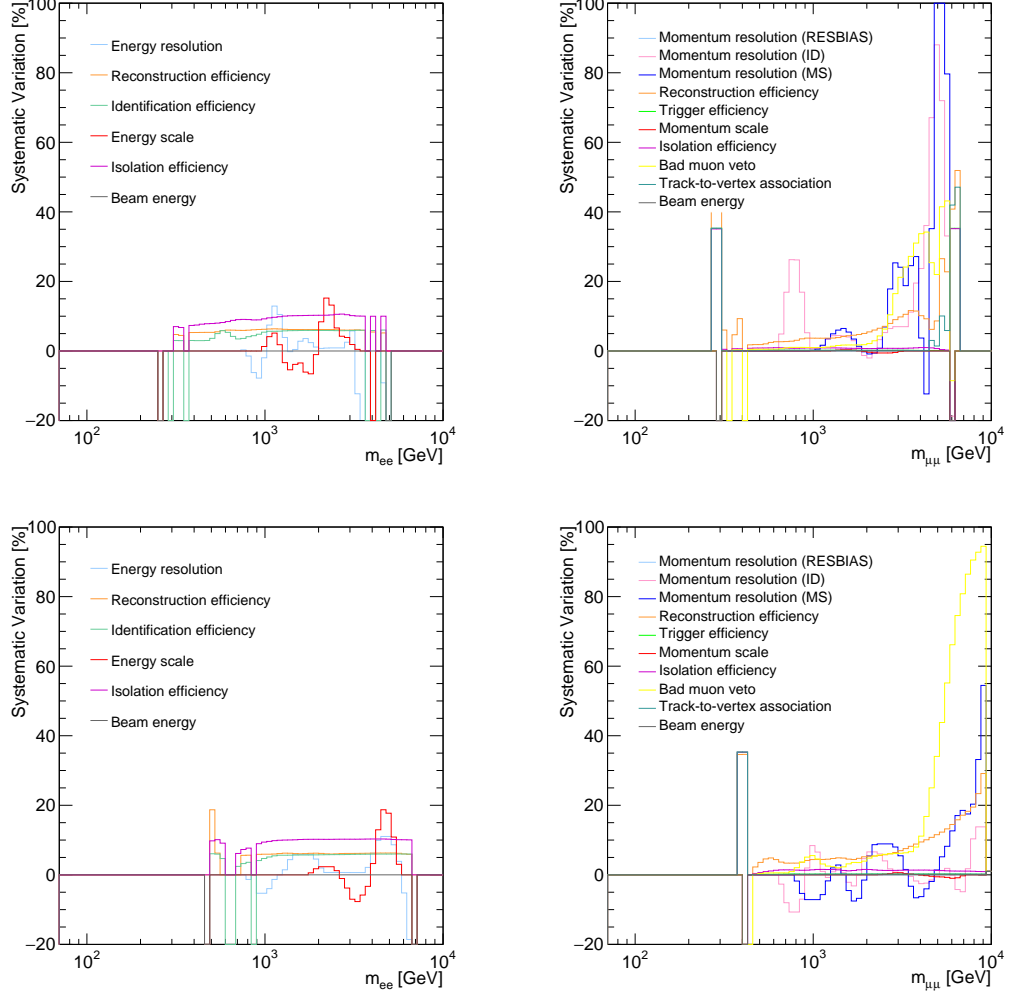 Systematic Variation [%]
100
80
60
40
20
0
−20
Energy resolution
Reconstruction efficiency
Identification efficiency
Energy scale
Isolation efficiency
Beam energy
10²
10³
10⁴
m_ee [GeV]
Systematic Variation [%]
100
80
60
40
20
0
−20
Momentum resolution (RESBIAS)
Momentum resolution (ID)
Momentum resolution (MS)
Reconstruction efficiency
Trigger efficiency
Momentum scale
Isolation efficiency
Bad muon veto
Track-to-vertex association
Beam energy
10²
10³
10⁴
m_μμ [GeV]
Systematic Variation [%]
100
80
60
40
20
0
−20
Energy resolution
Reconstruction efficiency
Identification efficiency
Energy scale
Isolation efficiency
Beam energy
10²
10³
10⁴
m_ee [GeV]
Systematic Variation [%]
100
80
60
40
20
0
−20
Momentum resolution (RESBIAS)
Momentum resolution (ID)
Momentum resolution (MS)
Reconstruction efficiency
Trigger efficiency
Momentum scale
Isolation efficiency
Bad muon veto
Track-to-vertex association
Beam energy
10²
10³
10⁴
m_μμ [GeV]